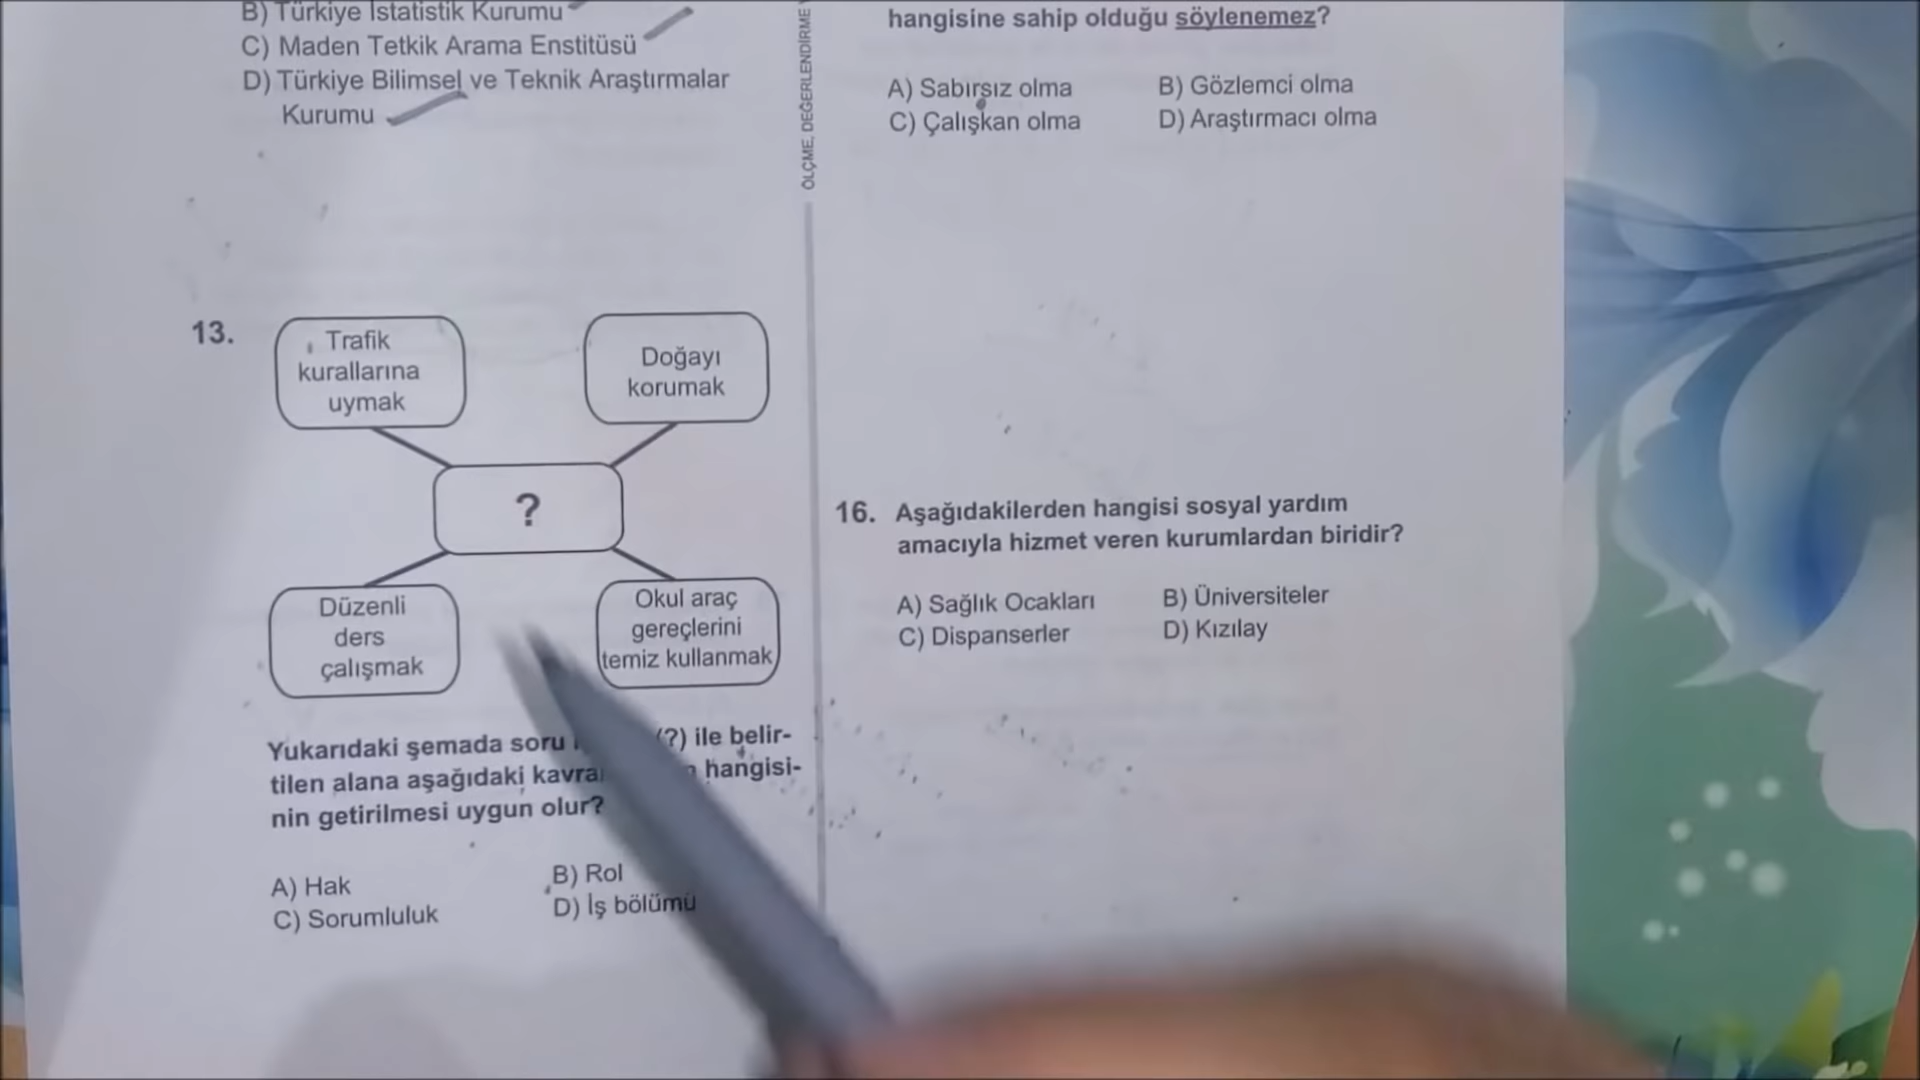 B) Türkiye İstatistik Kurumu
C) Maden Tetkik Arama Enstitüsü
D) Türkiye Bilimsel ve Teknik Araştırmalar
Kurumu
13.
Trafik
kurallarına
uymak
Doğayı
korumak
?
Düzenli
ders
çalışmak
Okul araç
gereçlerini
temiz kullanmak
Yukarıdaki şemada soru (?) ile belir-
tilen alana aşağıdaki hangisi-
nin getirilmesi uygun olur?
A) Hak
B) Rol
C) Sorumluluk
D) İş bölümü
ÖLÇME, DEĞERLENDİRME
hangisine sahip olduğu söylenemez?
A) Sabırsız olma
B) Gözlemci olma
C) Çalışkan olma
D) Araştırmacı olma
16. Aşağıdakilerden hangisi sosyal yardım
amacıyla hizmet veren kurumlardan biridir?
A) Sağlık Ocakları
B) Üniversiteler
C) Dispanserler
D) Kızılay